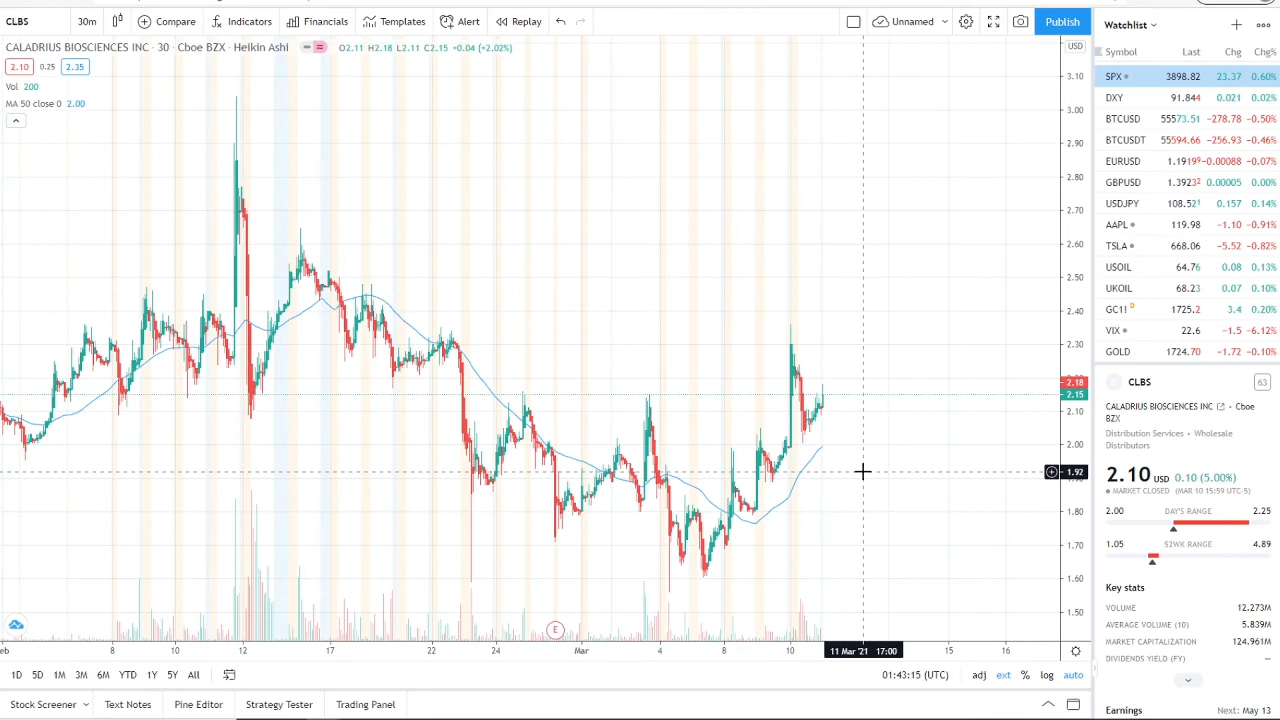 CLBS 30m Compare Indicators Financials Templates Alert Replay Unnamed Publish
CALADRIUS BIOSCIENCES INC · 30 · Cboe BZX · Heikin Ashi O2.11 H2.18 L2.11 C2.15 +0.04 (+2.02%)
2.10 0.25 2.35
Vol 200
MA 50 close 0 2.00
USD
3.10
3.00
2.90
2.80
2.70
2.60
2.50
2.40
2.30
2.18
2.15
2.10
2.00
1.92
1.80
1.70
1.60
1.50
E
eb 8 10 12 17 22 24 Mar 4 8 10 11 Mar '21 17:00 15 16
1D 5D 1M 3M 6M YTD 1Y 5Y All 01:43:15 (UTC) adj ext % log auto
Stock Screener Text Notes Pine Editor Strategy Tester Trading Panel
Watchlist
Symbol Last Chg Chg%
SPX 3898.82 23.37 0.60%
DXY 91.844 0.021 0.02%
BTCUSD 55573.51 −278.78 −0.50%
BTCUSDT 55594.66 −256.93 −0.46%
EURUSD 1.19199 −0.00088 −0.07%
GBPUSD 1.39232 0.00005 0.00%
USDJPY 108.521 0.157 0.14%
AAPL 119.98 −1.10 −0.91%
TSLA 668.06 −5.52 −0.82%
USOIL 64.76 0.08 0.13%
UKOIL 68.23 0.07 0.10%
GC1! D 1725.2 3.4 0.20%
VIX 22.6 −1.5 −6.12%
GOLD 1724.70 −1.72 −0.10%
C CLBS 63
CALADRIUS BIOSCIENCES INC · Cboe
BZX
Distribution Services · Wholesale
Distributors
2.10 USD 0.10 (5.00%)
MARKET CLOSED (MAR 10 15:59 UTC-5)
2.00 DAY'S RANGE 2.25
1.05 52WK RANGE 4.89
Key stats
VOLUME 12.273M
AVERAGE VOLUME (10) 5.839M
MARKET CAPITALIZATION 124.961M
DIVIDENDS YIELD (FY) —
Earnings Next: May 13